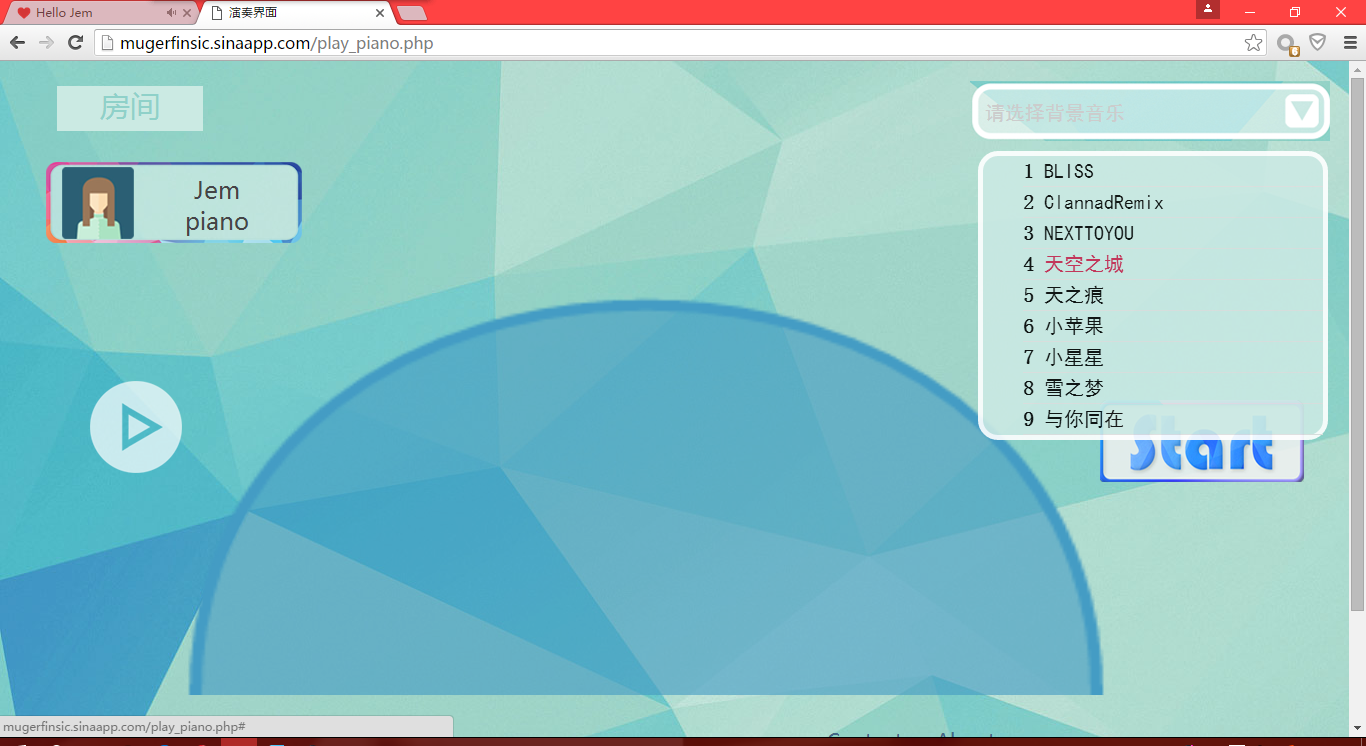 Hello Jem
演奏界面
mugerfinsic.sinaapp.com/play_piano.php
房间
Jem
piano
请选择背景音乐
1 BLISS
2 ClannadRemix
3 NEXTTOYOU
4 天空之城
5 天之痕
6 小苹果
7 小星星
8 雪之梦
9 与你同在
Start
mugerfinsic.sinaapp.com/play_piano.php#